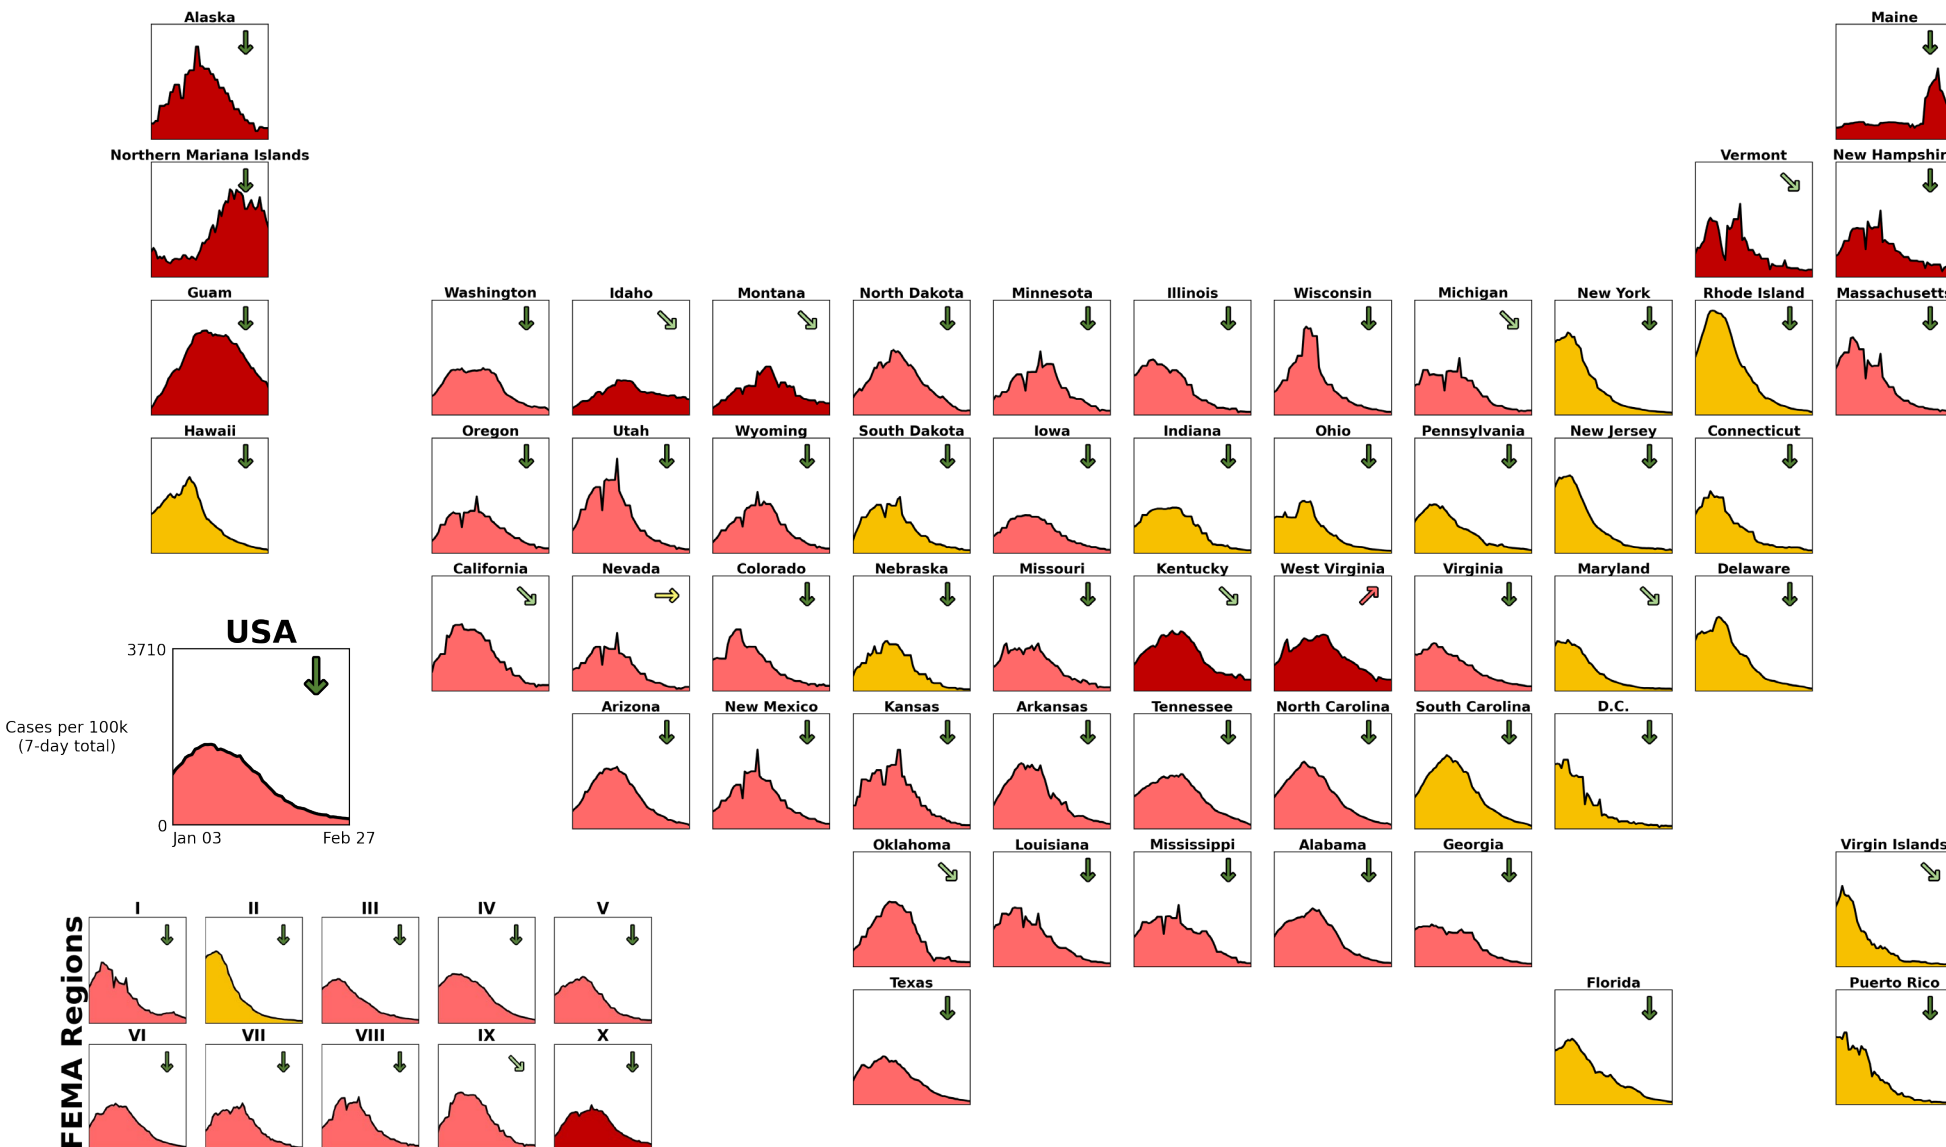 Alaska
Maine
Northern Mariana Islands
Vermont
New Hampshir
Guam
Washington
Idaho
Montana
North Dakota
Minnesota
Illinois
Wisconsin
Michigan
New York
Rhode Island
Massachusetts
Hawaii
Oregon
Utah
Wyoming
South Dakota
Iowa
Indiana
Ohio
Pennsylvania
New Jersey
Connecticut
California
Nevada
Colorado
Nebraska
Missouri
Kentucky
West Virginia
Virginia
Maryland
Delaware
USA
3710
Cases per 100k
(7-day total)
0
Jan 03
Feb 27
Arizona
New Mexico
Kansas
Arkansas
Tennessee
North Carolina
South Carolina
D.C.
Oklahoma
Louisiana
Mississippi
Alabama
Georgia
Virgin Islands
Texas
Florida
Puerto Rico
FEMA Regions
I
II
III
IV
V
VI
VII
VIII
IX
X